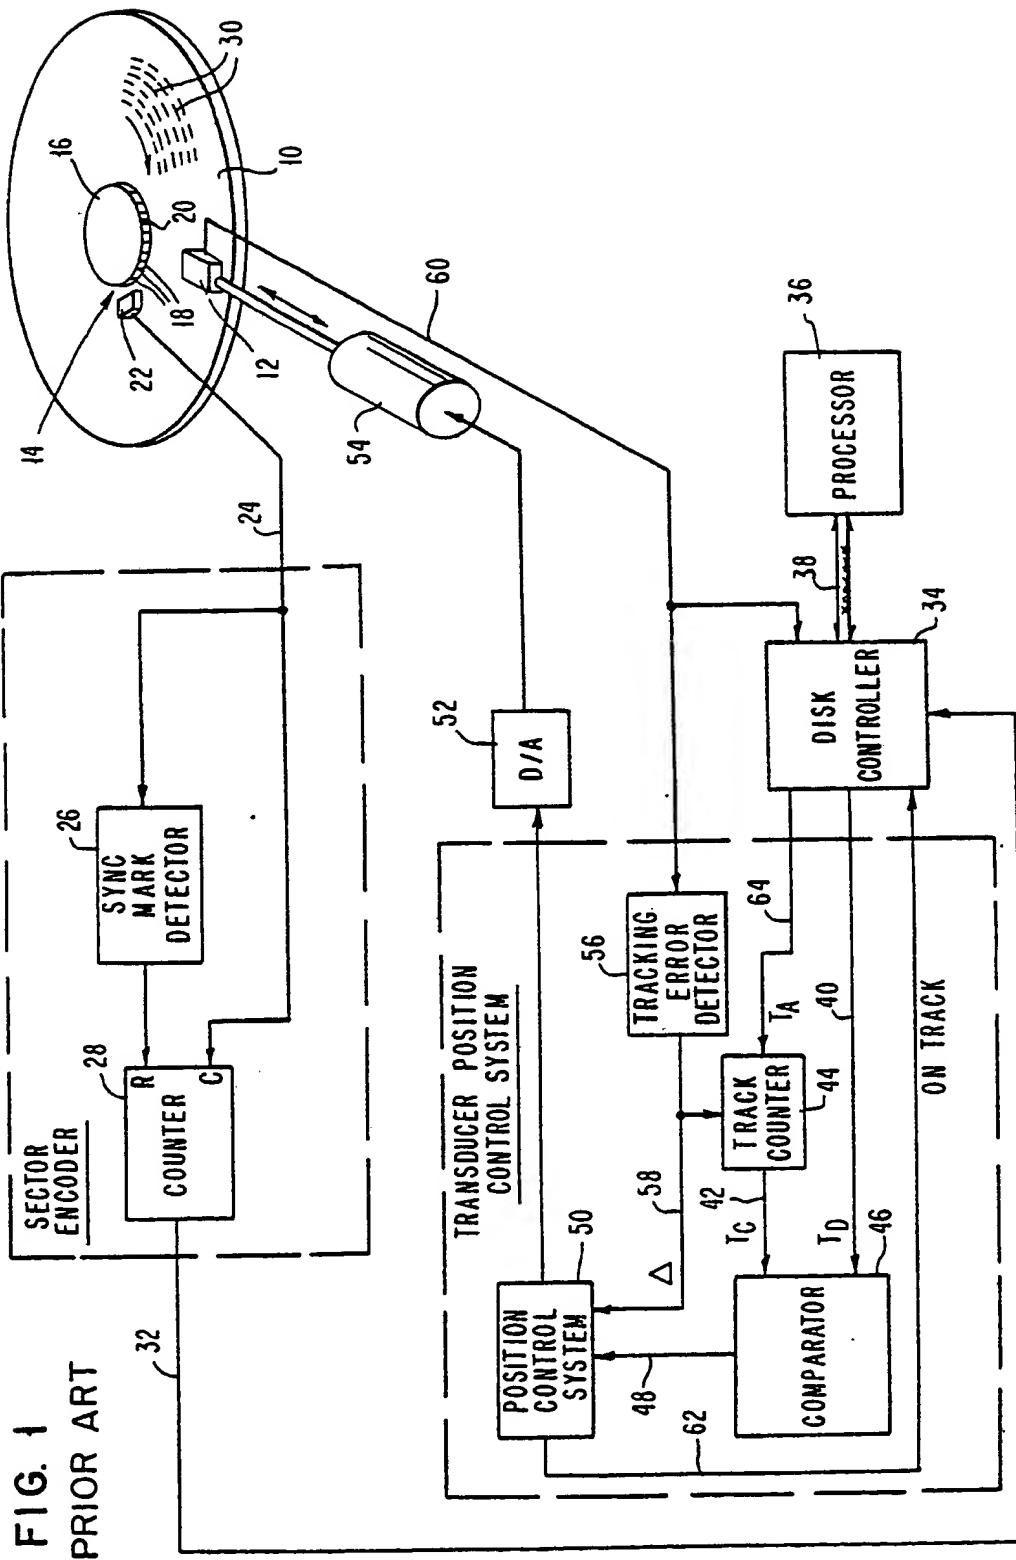 FIG. 1
PRIOR ART
SECTOR
ENCODER
28
COUNTER
R
C
26
SYNC
MARK
DETECTOR
24
32
14
22
16
18
20
12
10
30
54
60
52
D/A
TRANSDUCER POSITION
CONTROL SYSTEM
50
POSITION
CONTROL
SYSTEM
Δ
58
56
TRACKING
ERROR
DETECTOR
48
62
COMPARATOR
46
TC
42
TD
TRACK
COUNTER
44
TA
64
40
ON TRACK
DISK
CONTROLLER
34
38
PROCESSOR
36